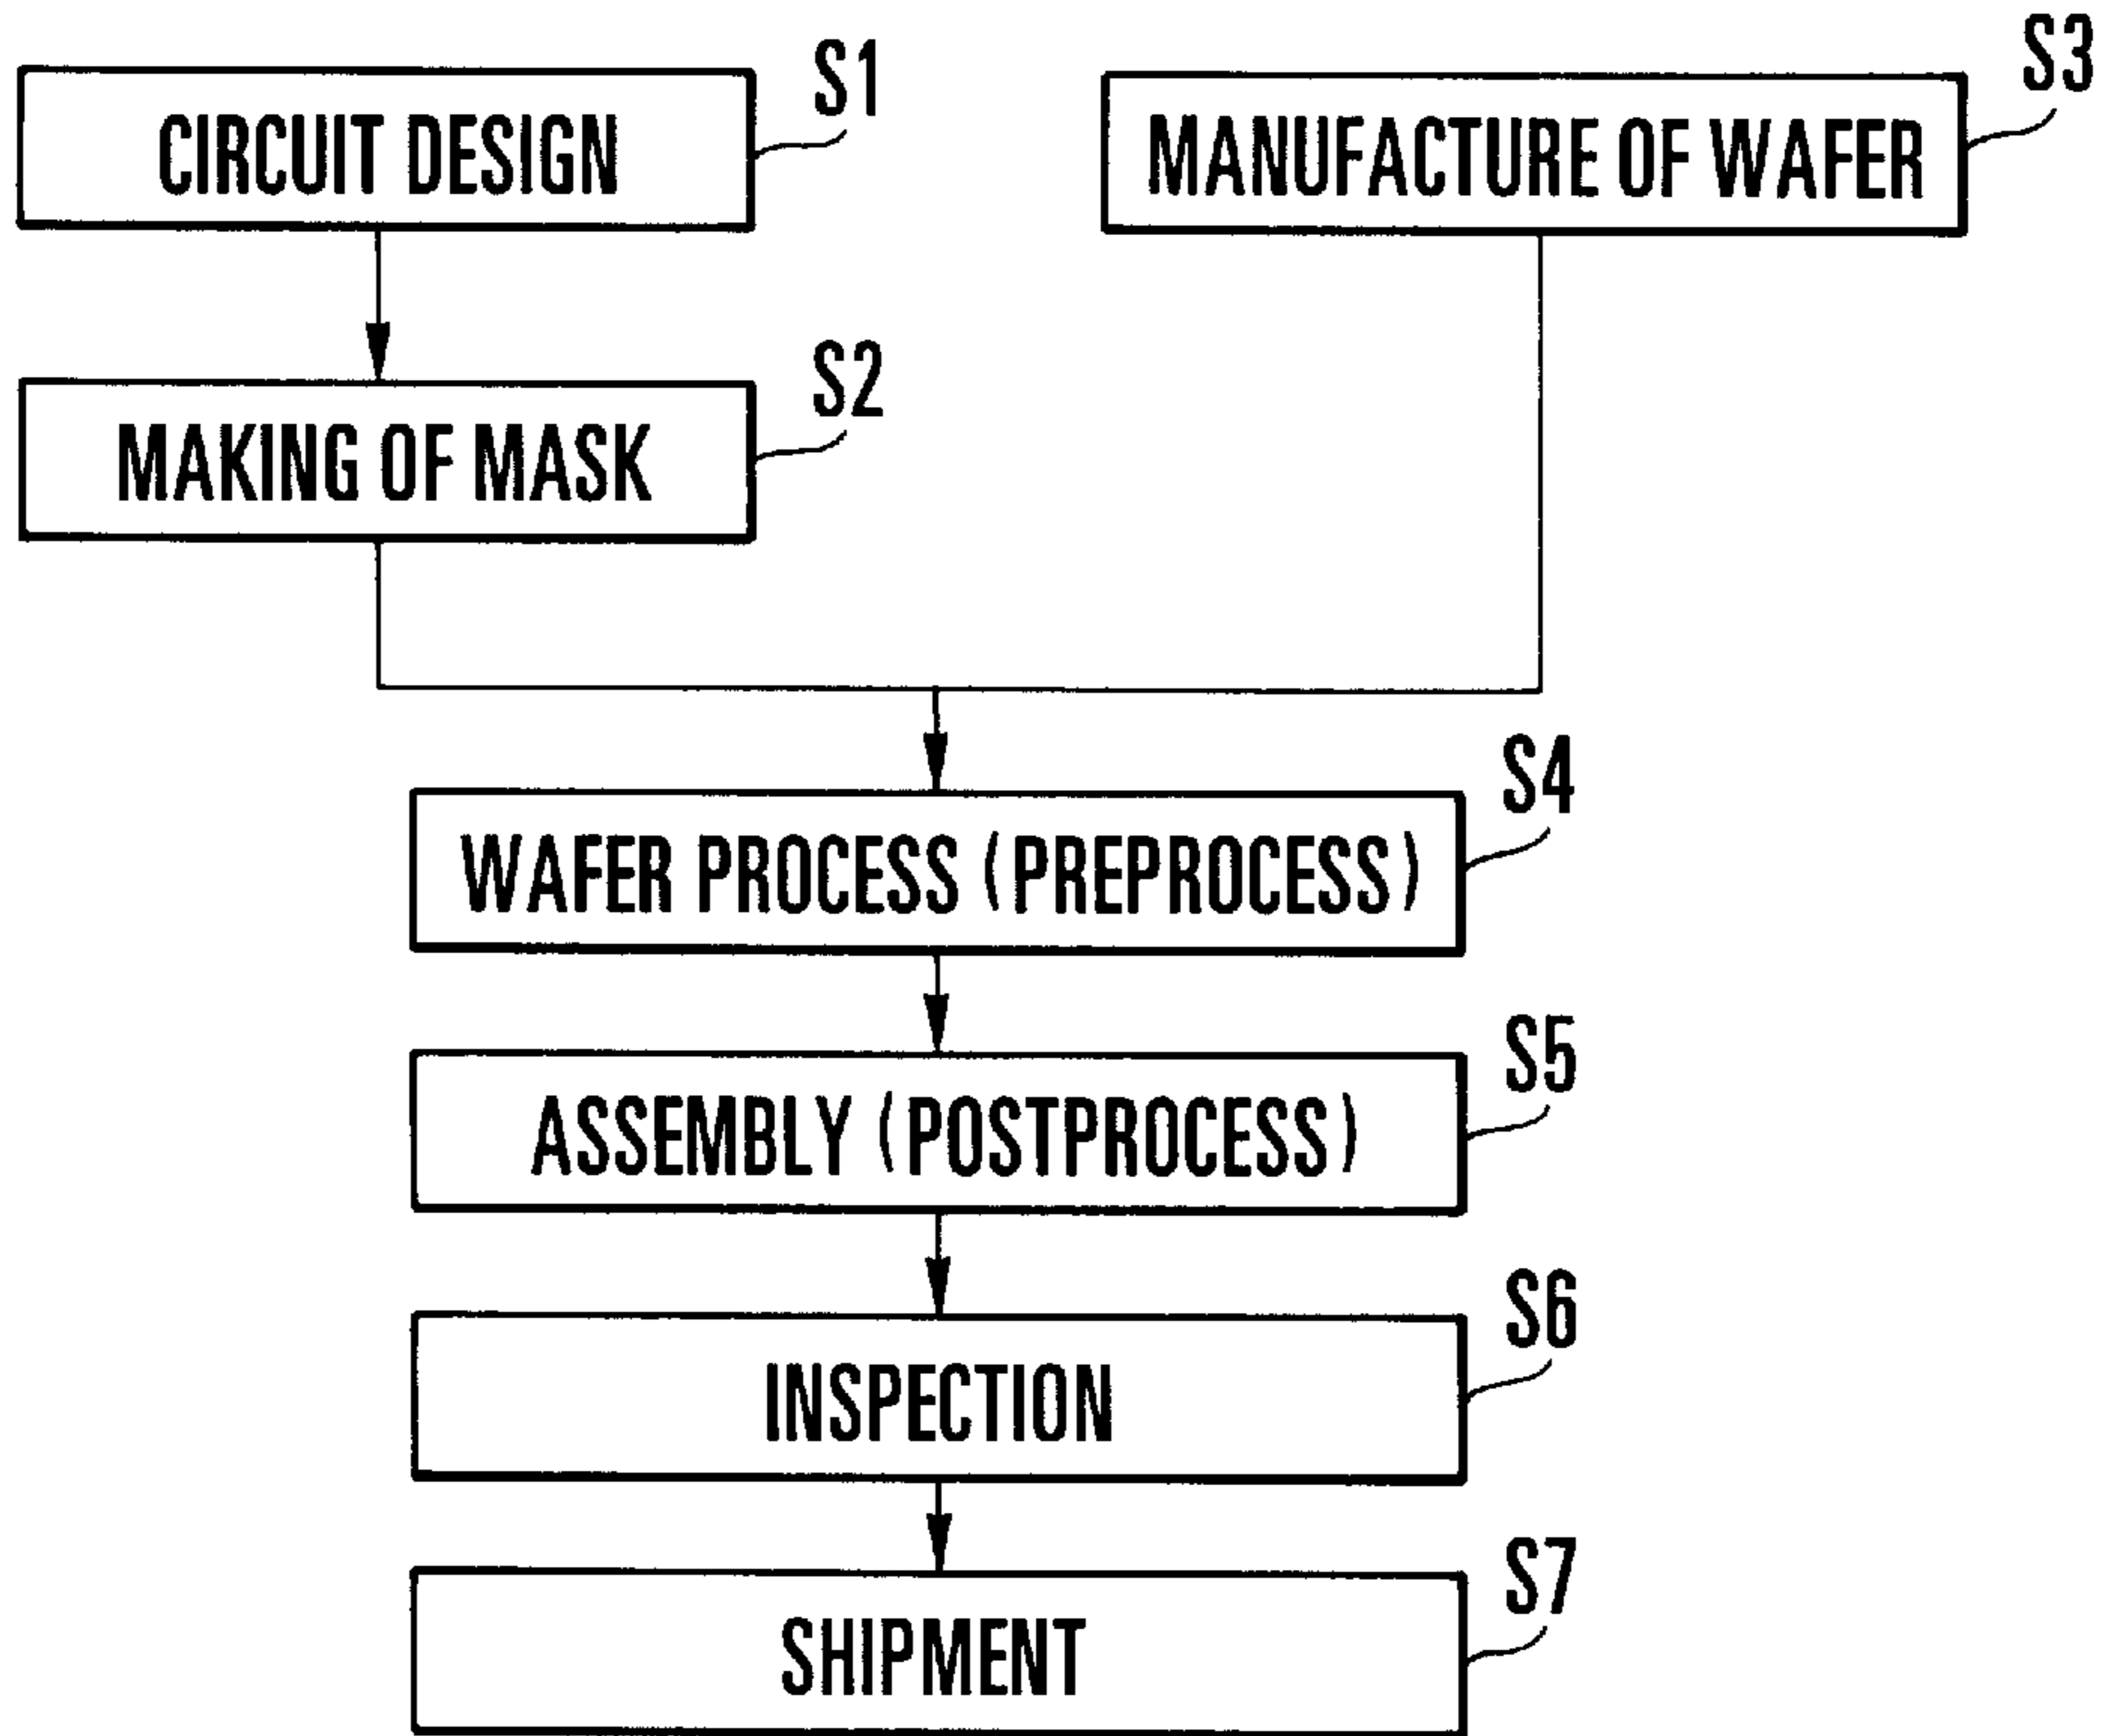 S1
CIRCUIT DESIGN
S3
MANUFACTURE OF WAFER
S2
MAKING OF MASK
S4
WAFER PROCESS (PREPROCESS)
S5
ASSEMBLY (POSTPROCESS)
S6
INSPECTION
S7
SHIPMENT